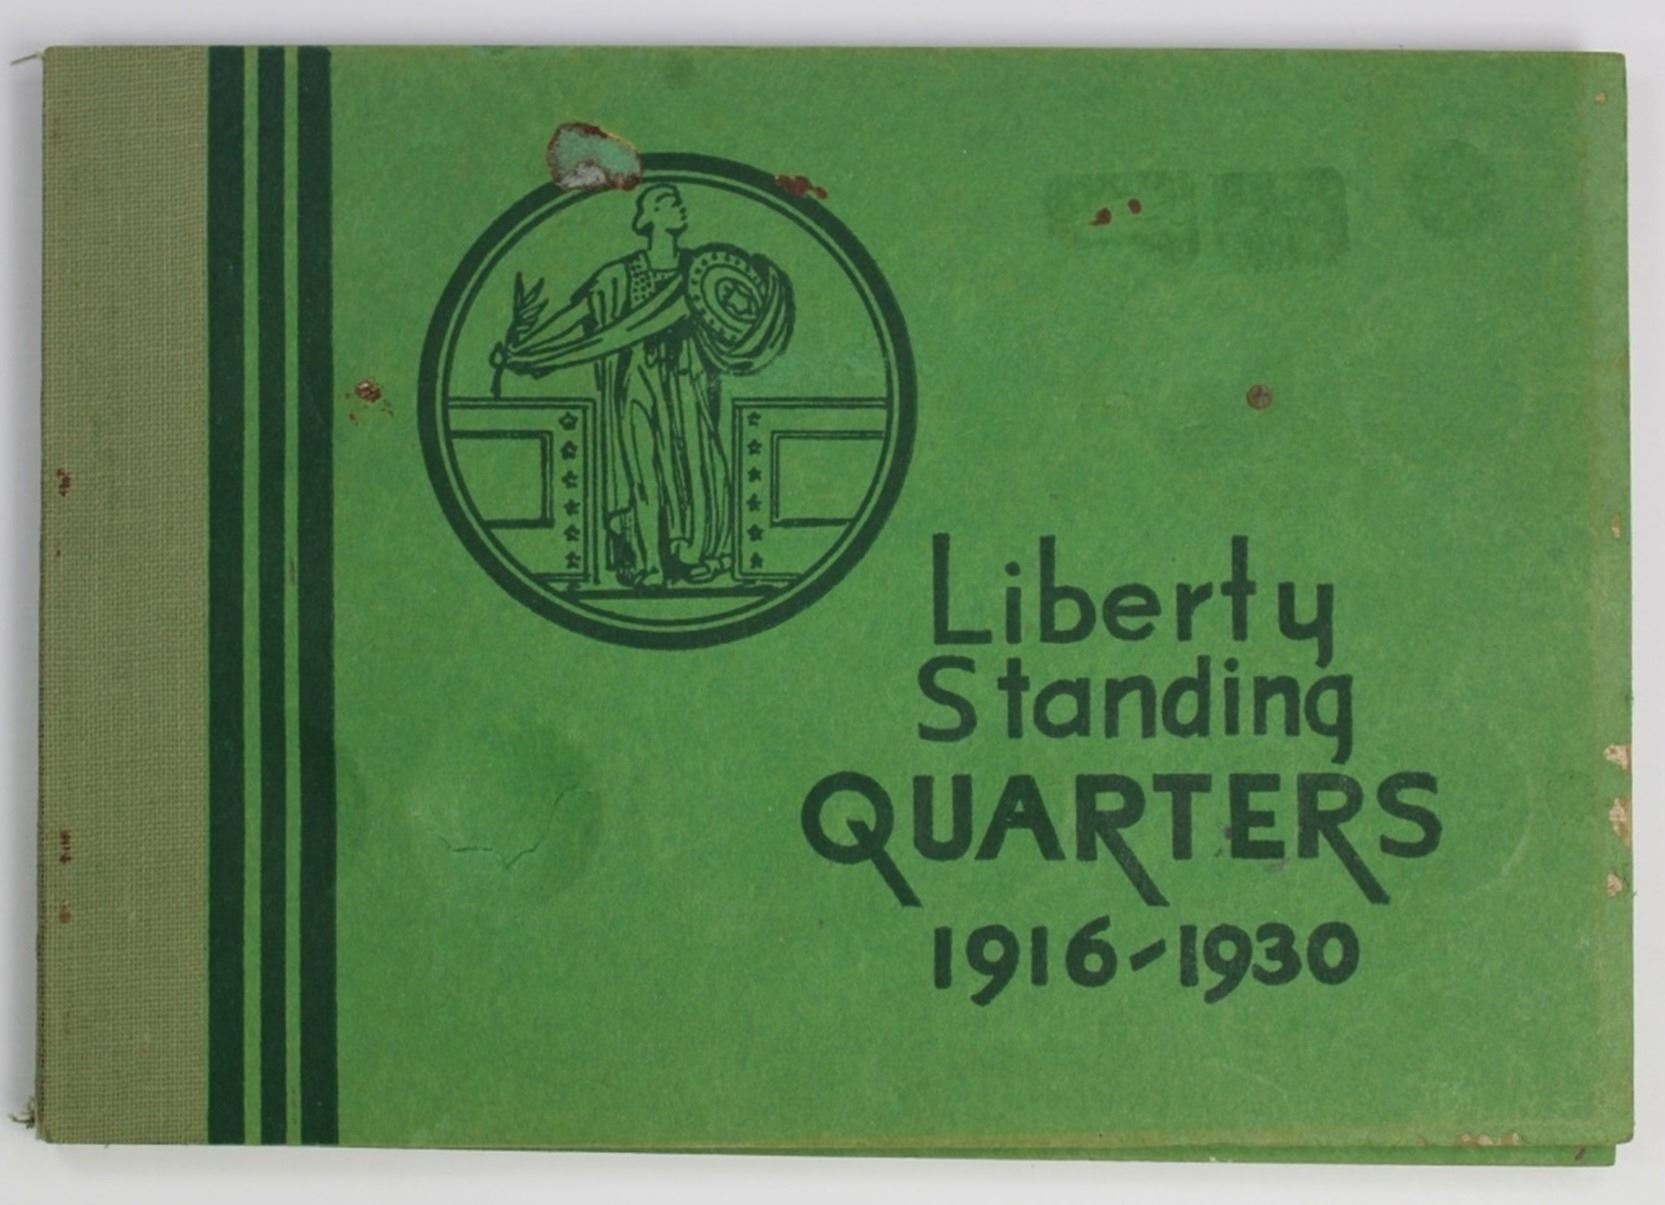 Liberty
Standing
QUARTERS
1916-1930